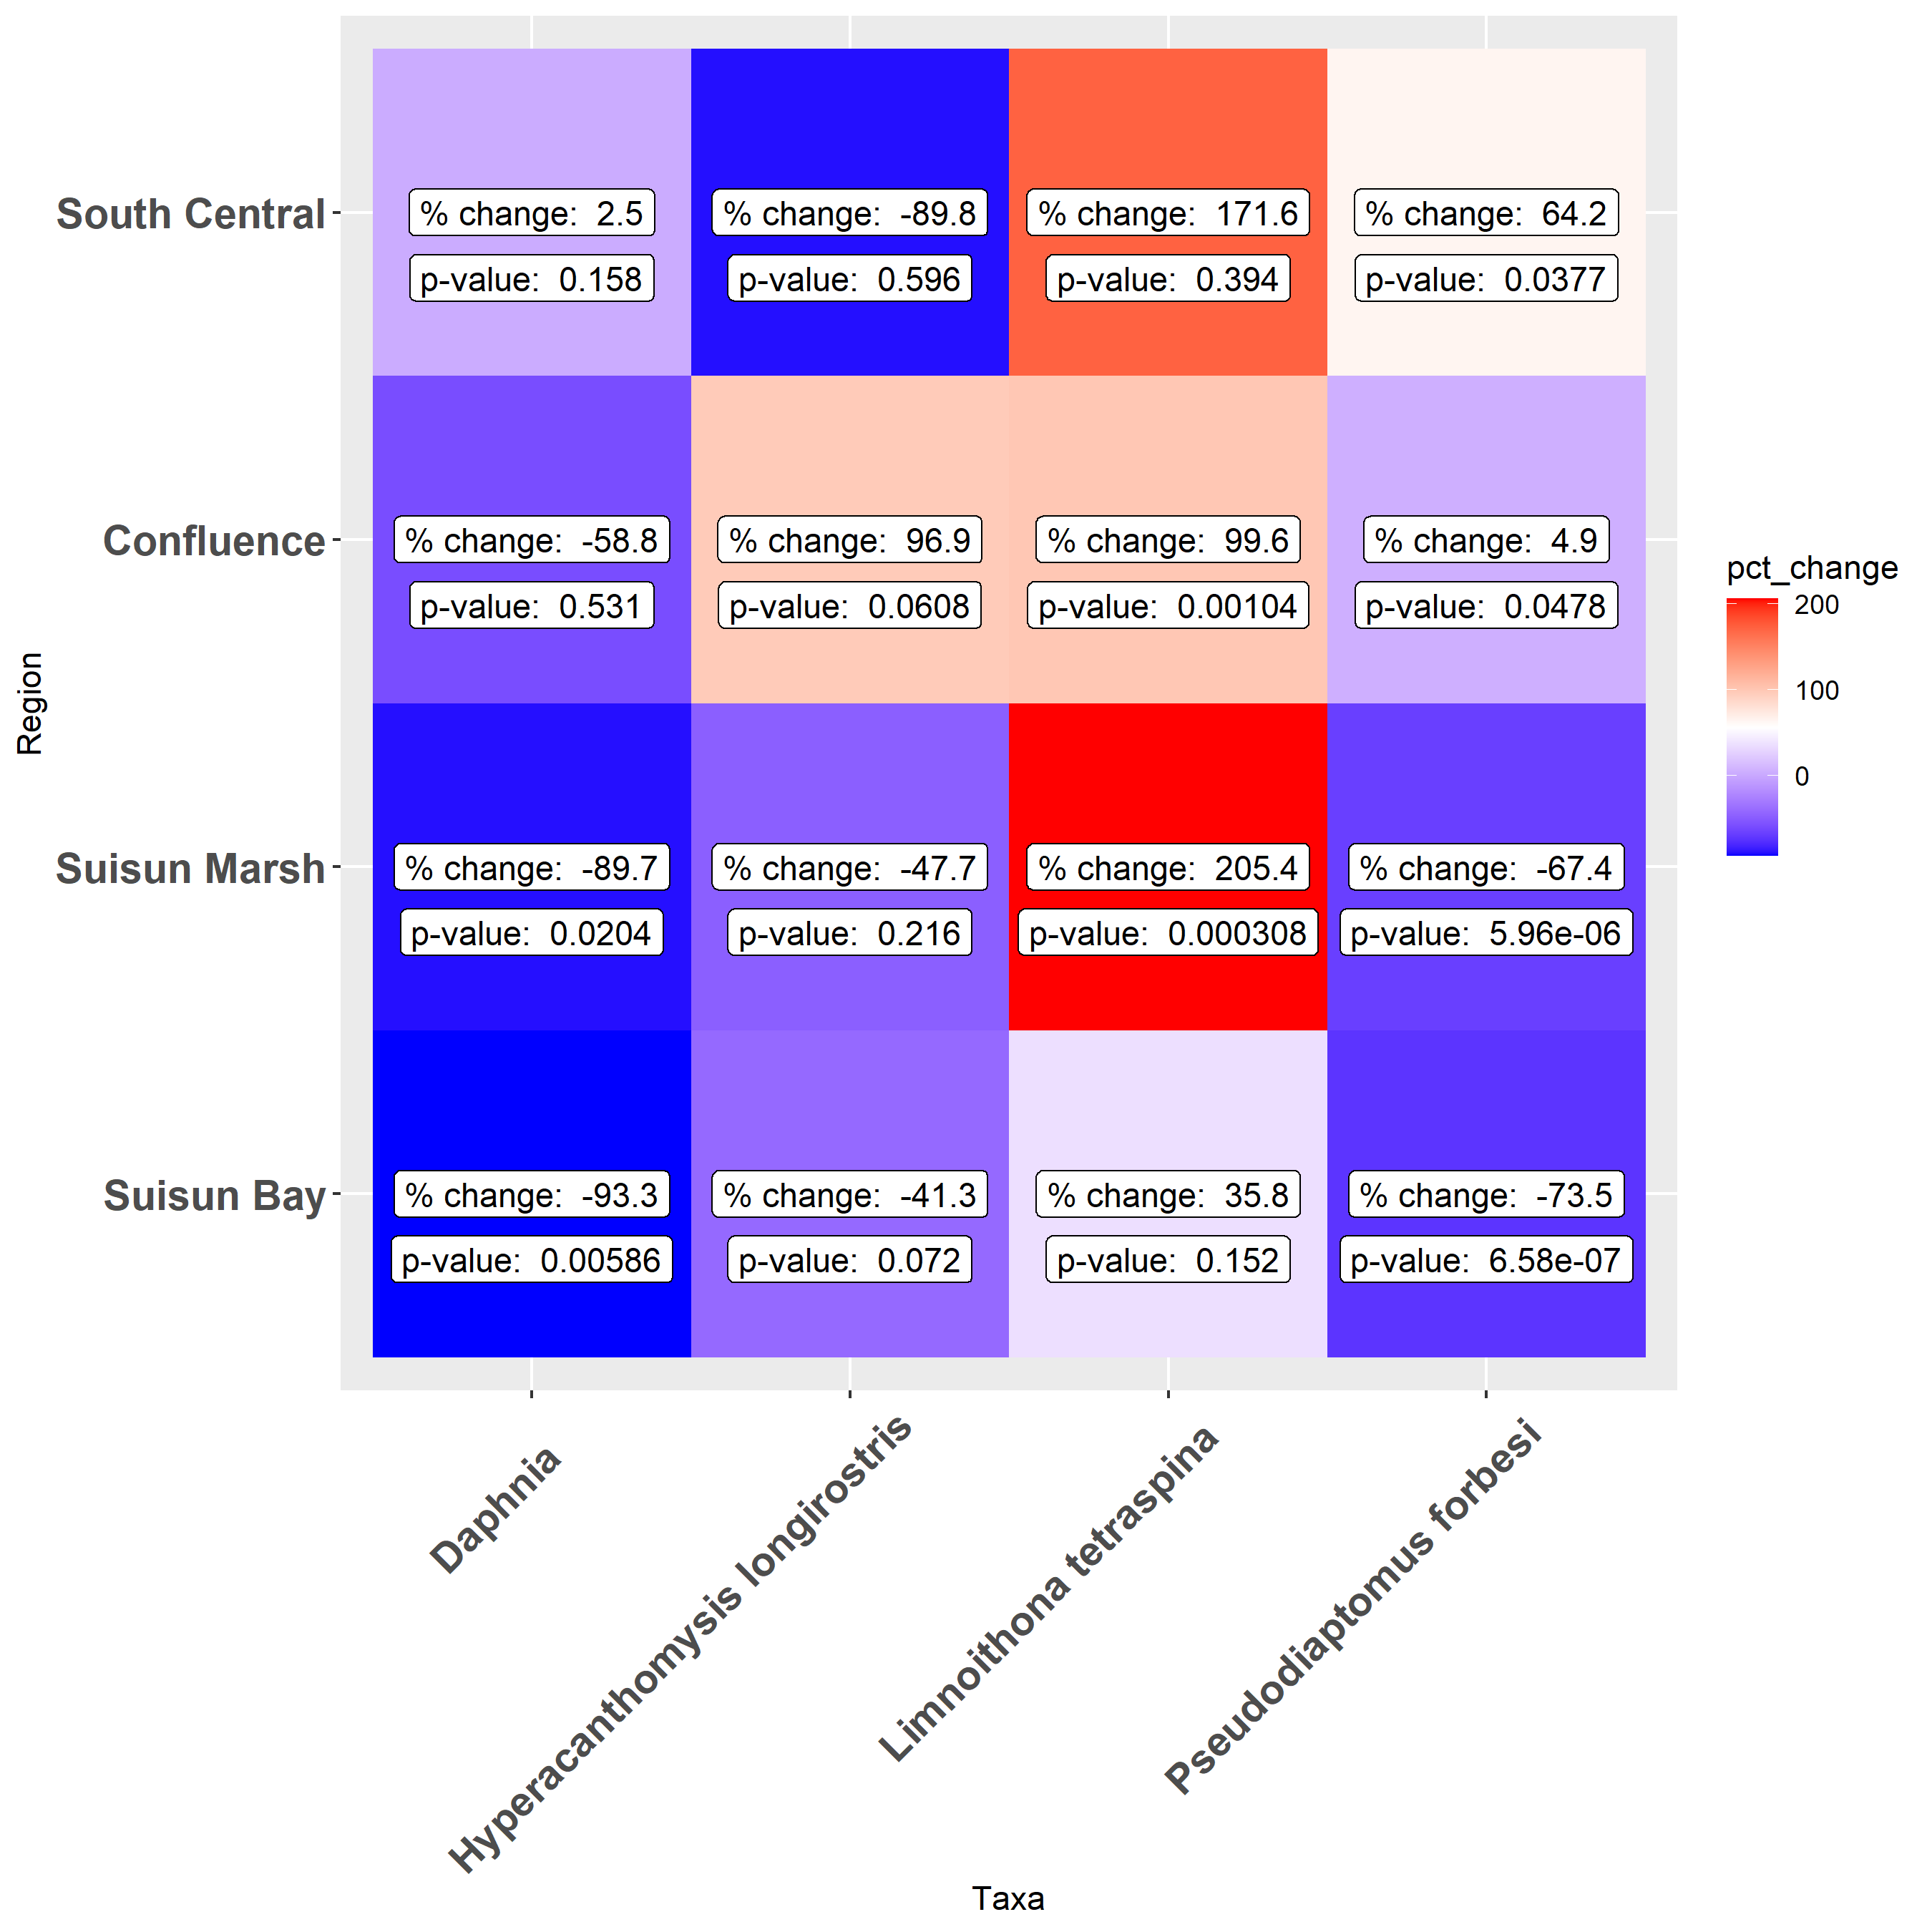 South Central
% change: 2.5
% change: -89.8
% change: 171.6
% change: 64.2
p-value: 0.158
p-value: 0.596
p-value: 0.394
p-value: 0.0377
Confluence
% change: -58.8
% change: 96.9
% change: 99.6
% change: 4.9
p-value: 0.531
p-value: 0.0608
p-value: 0.00104
p-value: 0.0478
Suisun Marsh
% change: -89.7
% change: -47.7
% change: 205.4
% change: -67.4
p-value: 0.0204
p-value: 0.216
p-value: 0.000308
p-value: 5.96e-06
Suisun Bay
% change: -93.3
% change: -41.3
% change: 35.8
% change: -73.5
p-value: 0.00586
p-value: 0.072
p-value: 0.152
p-value: 6.58e-07
Region
Daphnia
Hyperacanthomysis longirostris
Limnoithona tetraspina
Pseudodiaptomus forbesi
Taxa
pct_change
200
100
0